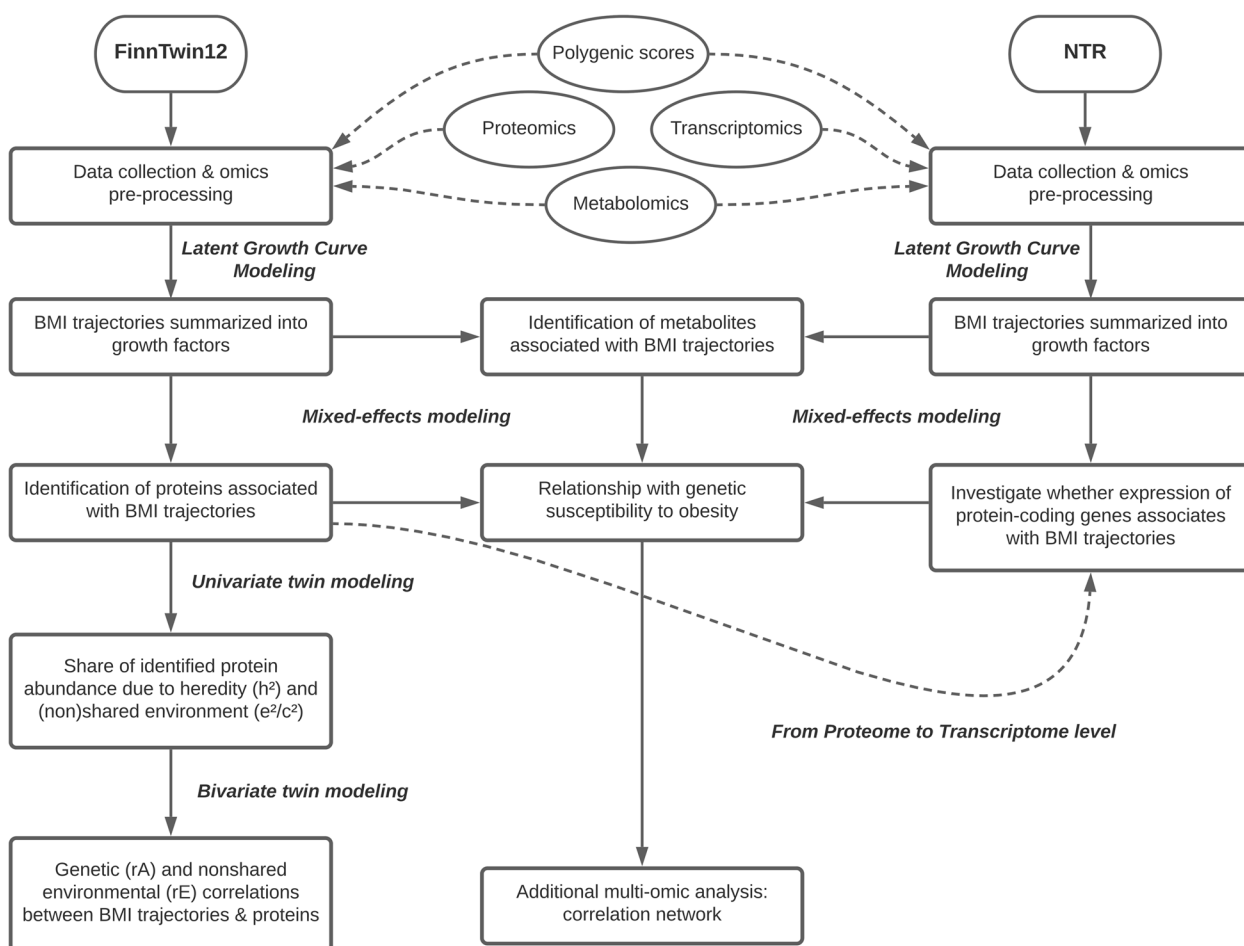 FinnTwin12
Polygenic scores
NTR
Proteomics
Transcriptomics
Data collection & omics
pre-processing
Metabolomics
Data collection & omics
pre-processing
Latent Growth Curve
Modeling
Latent Growth Curve
Modeling
BMI trajectories summarized into
growth factors
Identification of metabolites
associated with BMI trajectories
BMI trajectories summarized into
growth factors
Mixed-effects modeling
Mixed-effects modeling
Identification of proteins associated
with BMI trajectories
Relationship with genetic
susceptibility to obesity
Investigate whether expression of
protein-coding genes associates
with BMI trajectories
Univariate twin modeling
Share of identified protein
abundance due to heredity (h²) and
(non)shared environment (e²/c²)
From Proteome to Transcriptome level
Bivariate twin modeling
Genetic (rA) and nonshared
environmental (rE) correlations
between BMI trajectories & proteins
Additional multi-omic analysis:
correlation network